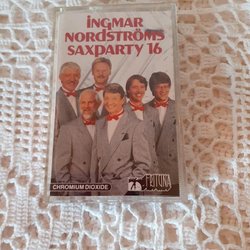 iNGMAR
NORdSTRÖMS
SAXPARTY 16
CHROMIUM DIOXIDE